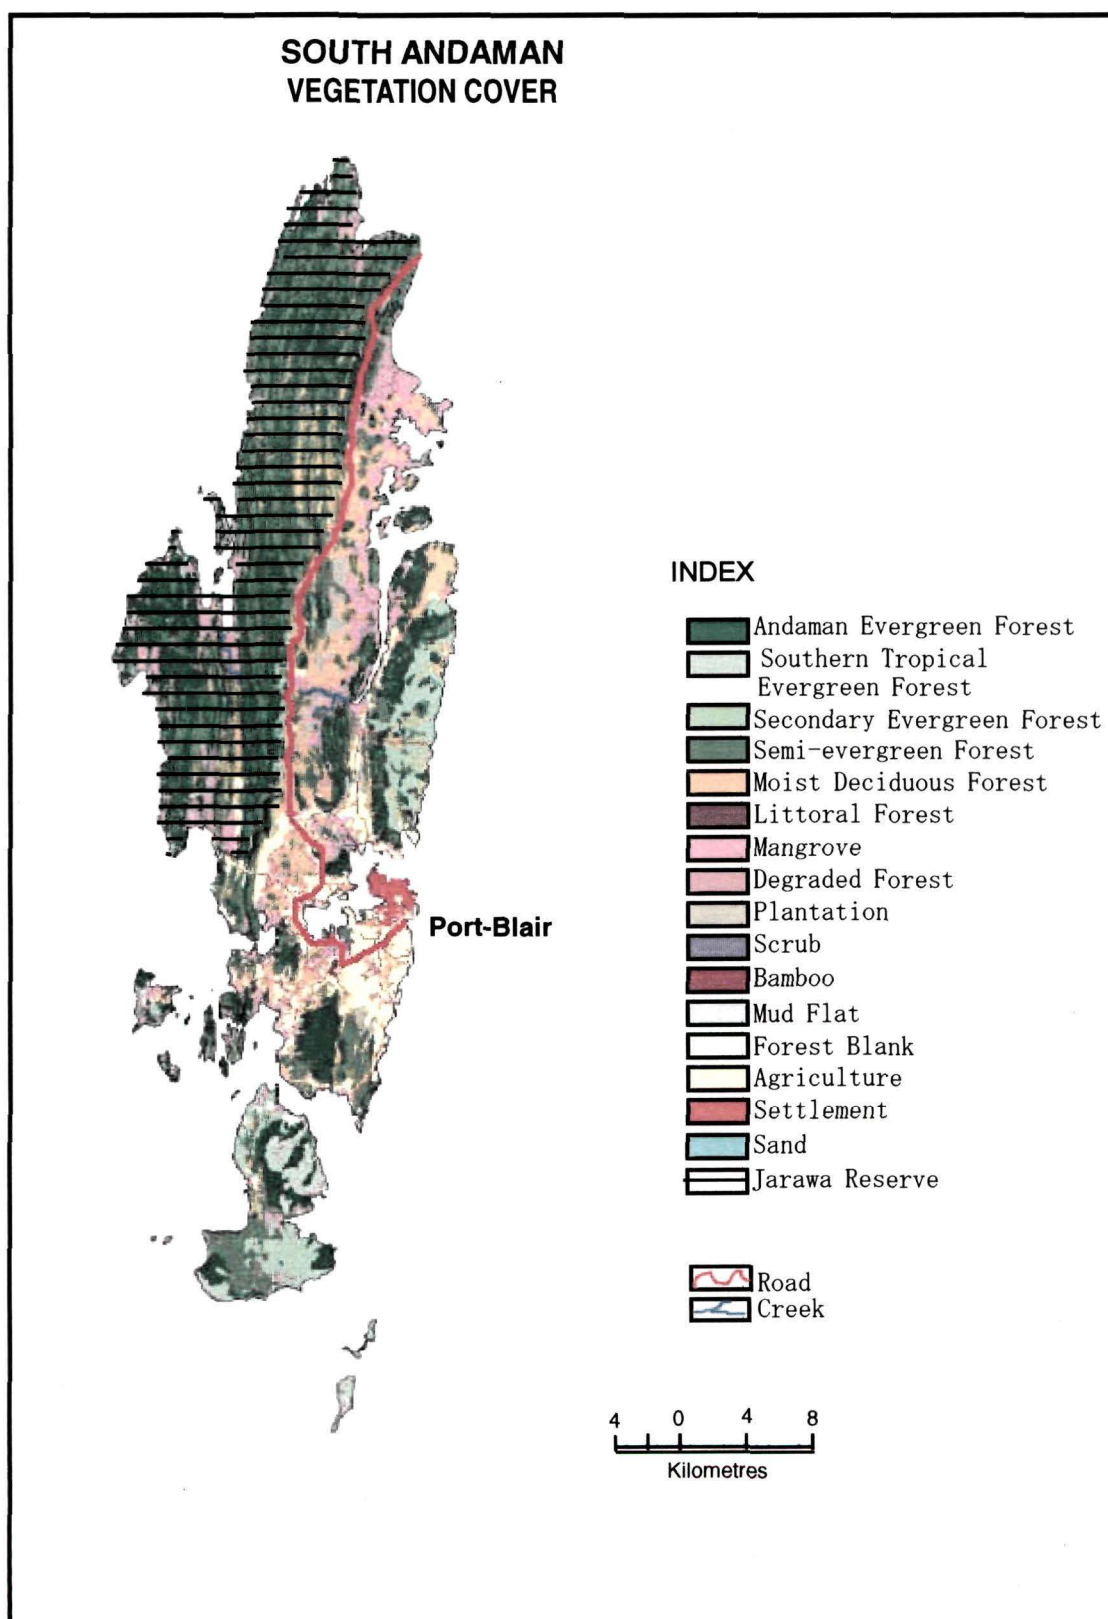 SOUTH ANDAMAN
VEGETATION COVER
Port-Blair
INDEX
Andaman Evergreen Forest
Southern Tropical
Evergreen Forest
Secondary Evergreen Forest
Semi-evergreen Forest
Moist Deciduous Forest
Littoral Forest
Mangrove
Degraded Forest
Plantation
Scrub
Bamboo
Mud Flat
Forest Blank
Agriculture
Settlement
Sand
Jarawa Reserve
Road
Creek
4 0 4 8
Kilometres